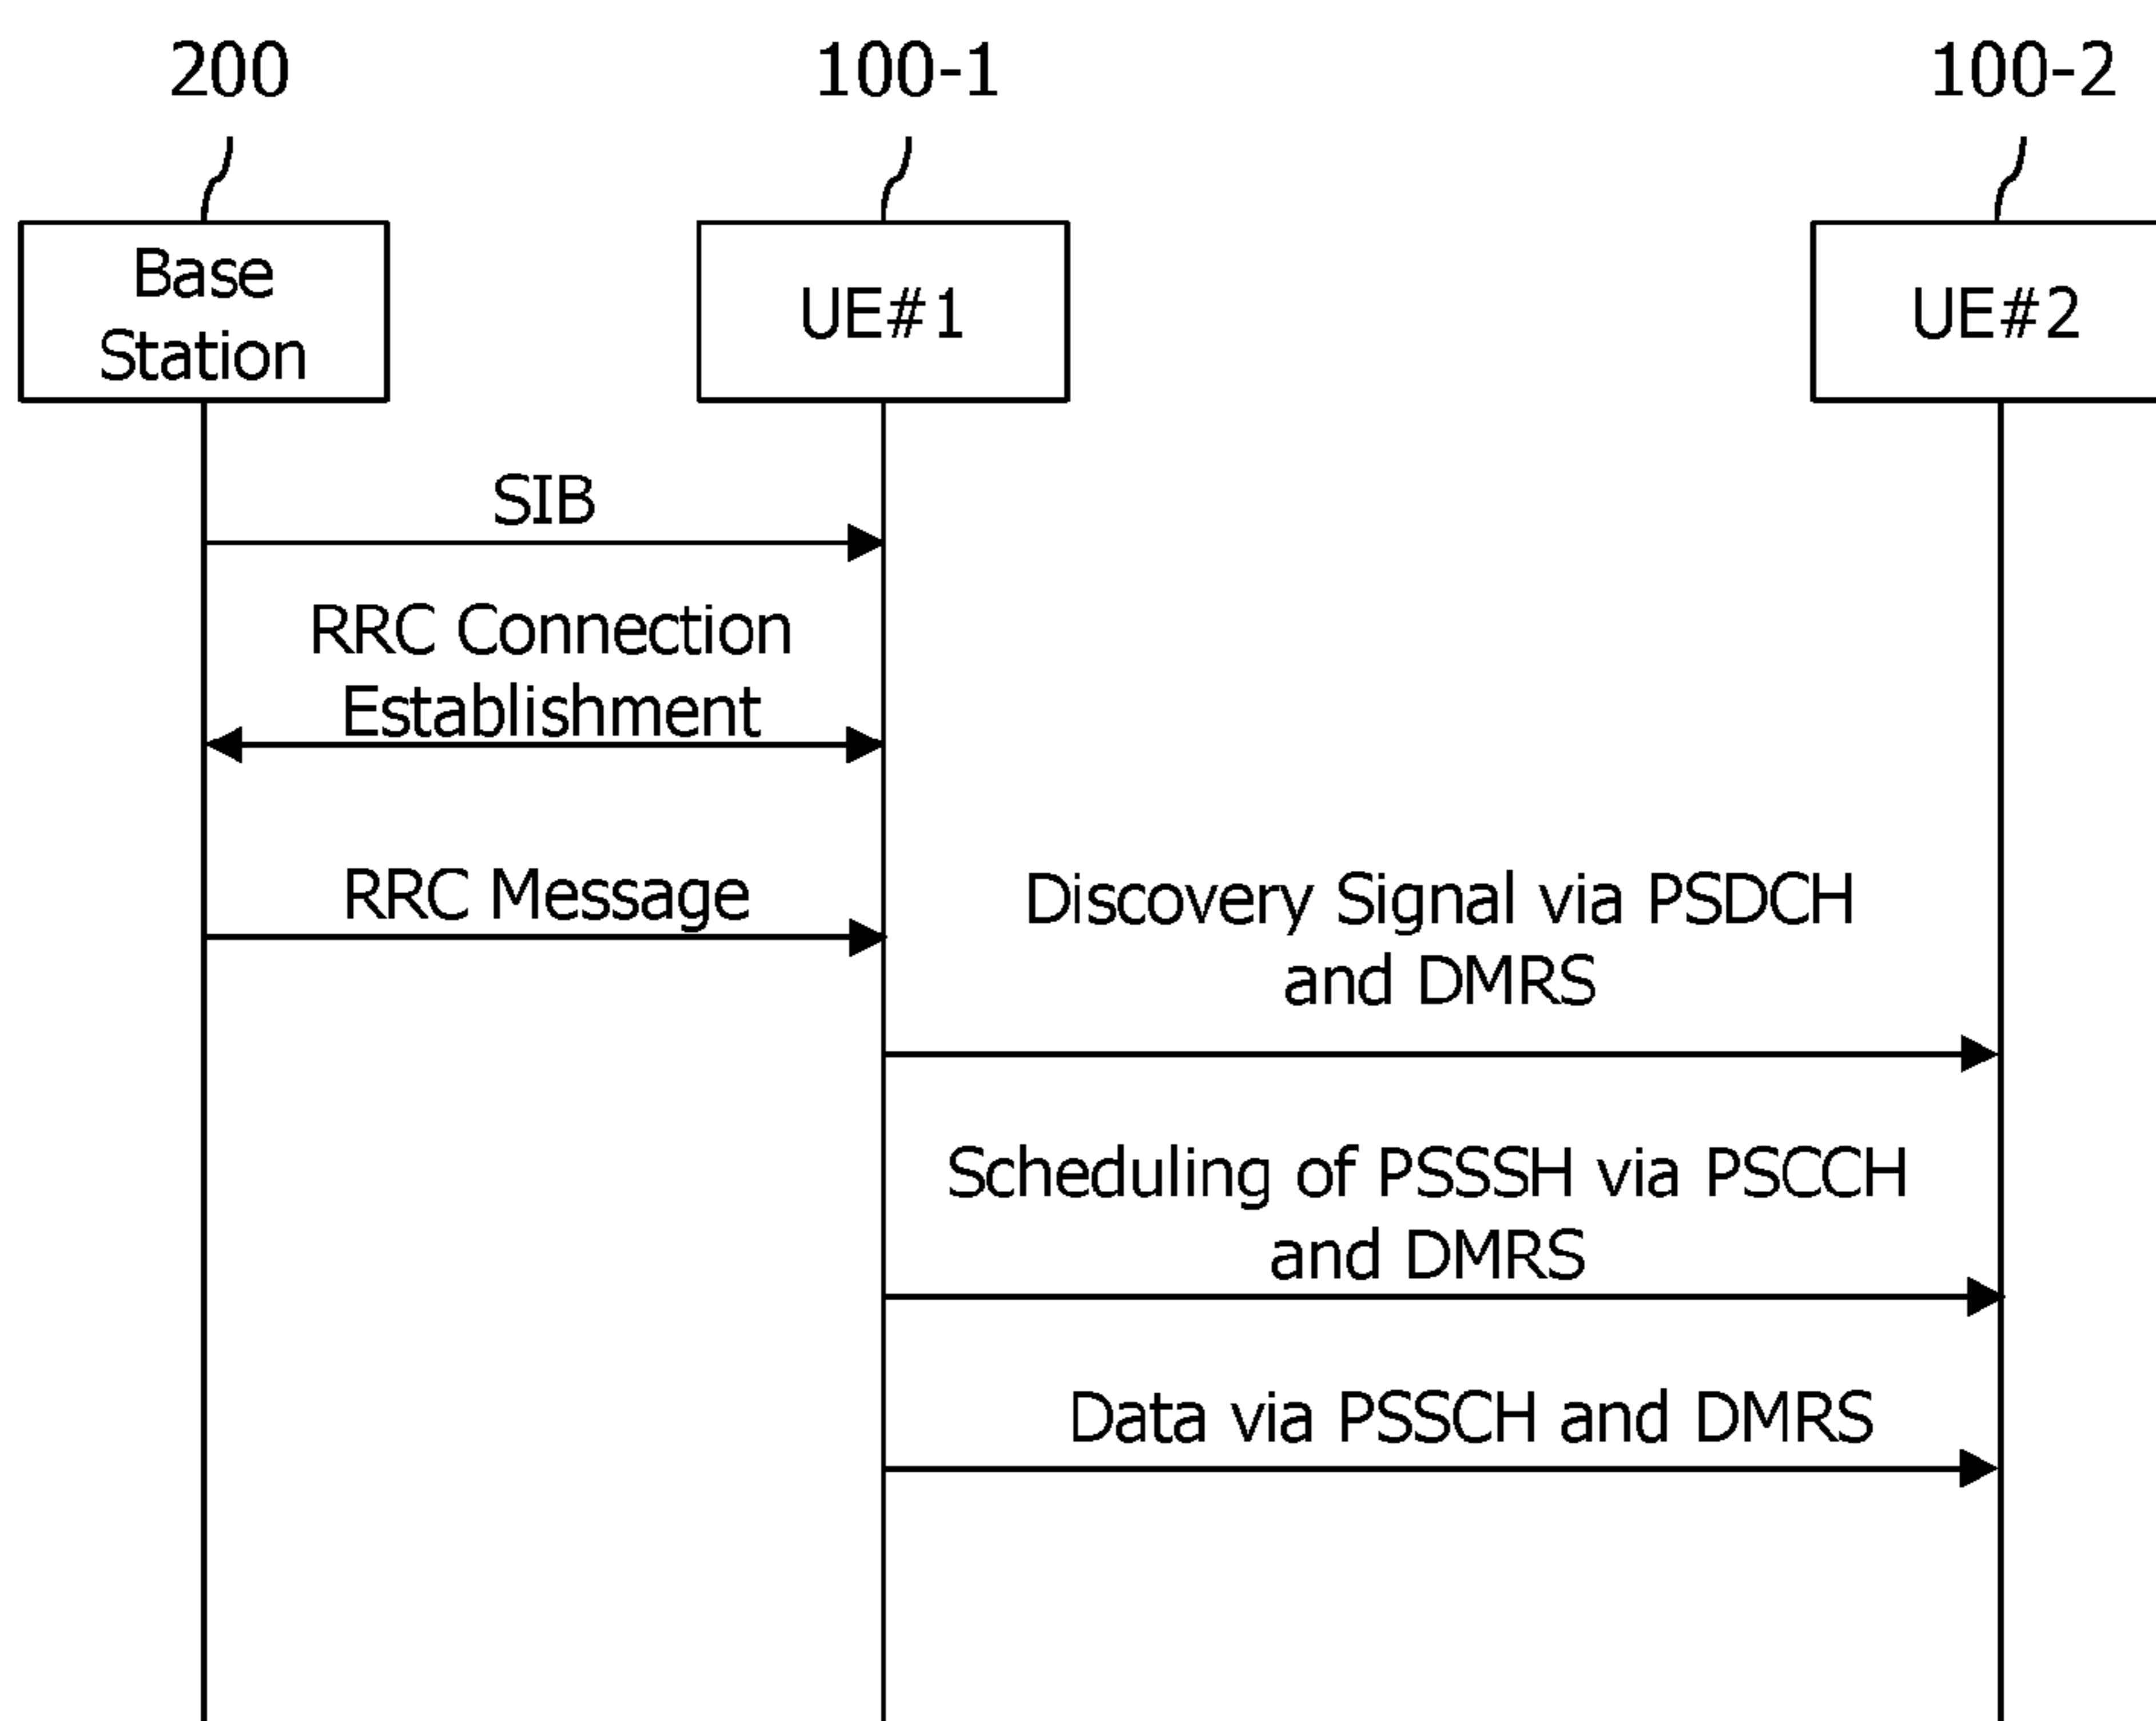 200
100-1
100-2
Base
Station
UE#1
UE#2
SIB
RRC Connection
Establishment
RRC Message
Discovery Signal via PSDCH
and DMRS
Scheduling of PSSSH via PSCCH
and DMRS
Data via PSSCH and DMRS